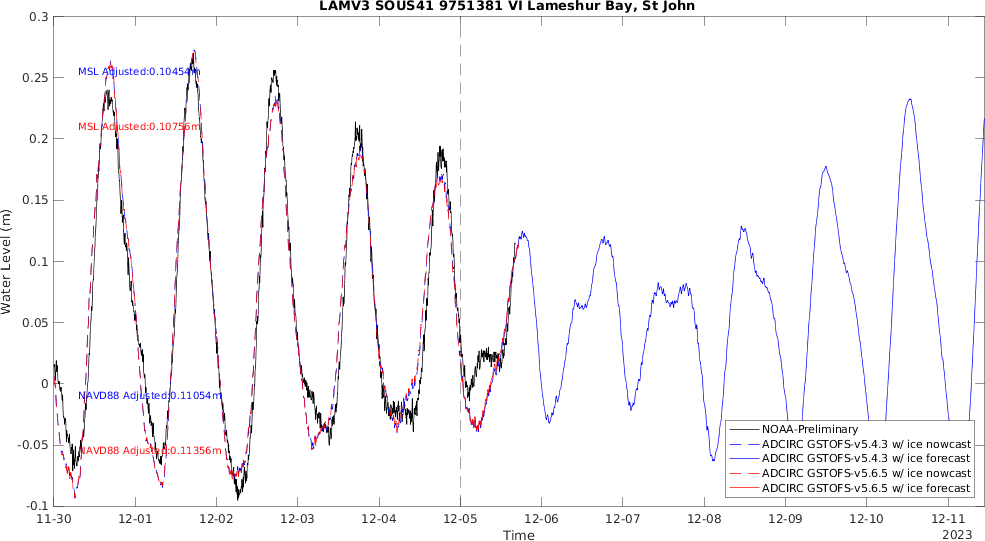 LAMV3 SOUS41 9751381 VI Lameshur Bay, St John
0.3
0.25
0.2
0.15
0.1
0.05
0
-0.05
-0.1
Water Level (m)
MSL Adjusted:0.10454m
MSL Adjusted:0.10756m
NAVD88 Adjusted:0.11054m
NAVD88 Adjusted:0.11356m
NOAA-Preliminary
ADCIRC GSTOFS-v5.4.3 w/ ice nowcast
ADCIRC GSTOFS-v5.4.3 w/ ice forecast
ADCIRC GSTOFS-v5.6.5 w/ ice nowcast
ADCIRC GSTOFS-v5.6.5 w/ ice forecast
11-30 12-01 12-02 12-03 12-04 12-05 12-06 12-07 12-08 12-09 12-10 12-11
Time
2023